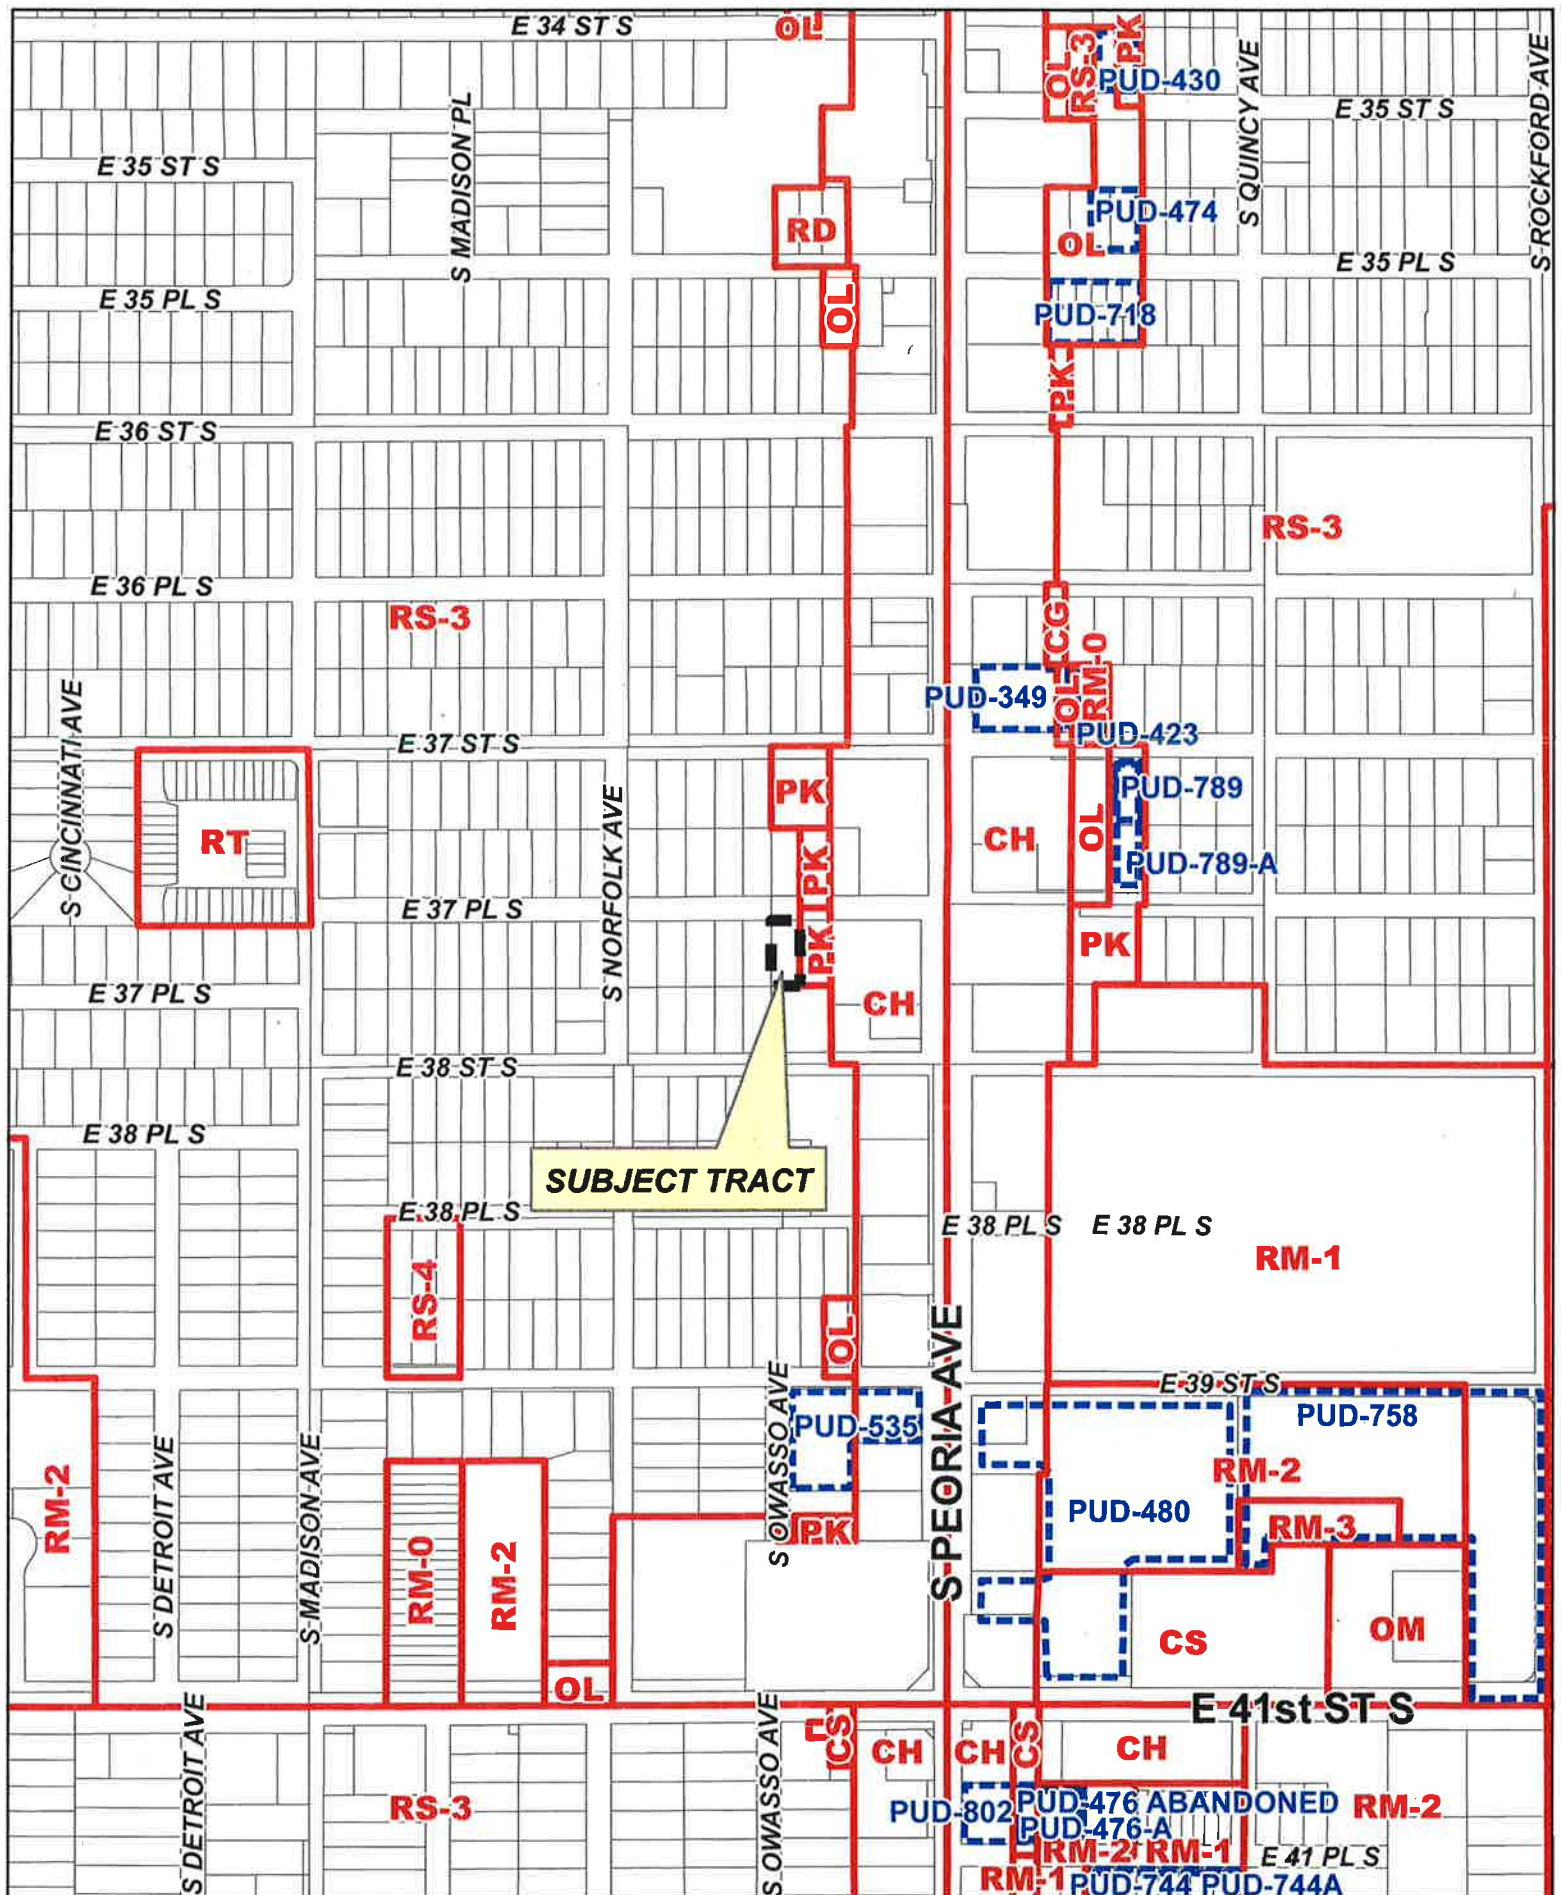 E 34 ST S
OL
OL
RS-3
PK
PUD-430
S QUINCY AVE
S ROCKFORD AVE
E 35 ST S
E 35 ST S
S MADISON PL
RD
PUD-474
OL
E 35 PL S
E 35 PL S
OL
PUD-718
PK
E 36 ST S
RS-3
E 36 PL S
RS-3
CG
RM-0
OL
PUD-349
PUD-423
S CINCINNATI AVE
E 37 ST S
PK
PUD-789
RT
S NORFOLK AVE
PK
CH
OL
PUD-789-A
E 37 PL S
PK
PK
E 37 PL S
CH
E 38 ST S
E 38 PL S
SUBJECT TRACT
E 38 PL S
E 38 PL S
E 38 PL S
RM-1
RS-4
OL
S PEORIA AVE
E 39 ST S
S OWASSO AVE
PUD-535
PUD-758
RM-2
S DETROIT AVE
S MADISON AVE
RM-2
PUD-480
RM-3
PK
RM-0
RM-2
CS
OM
OL
E 41st ST S
S DETROIT AVE
S OWASSO AVE
CS
CH
CH
CS
CH
RS-3
PUD-802
PUD-476 ABANDONED
RM-2
PUD-476-A
RM-2
RM-1
E 41 PL S
RM-1
PUD-744
PUD-744A